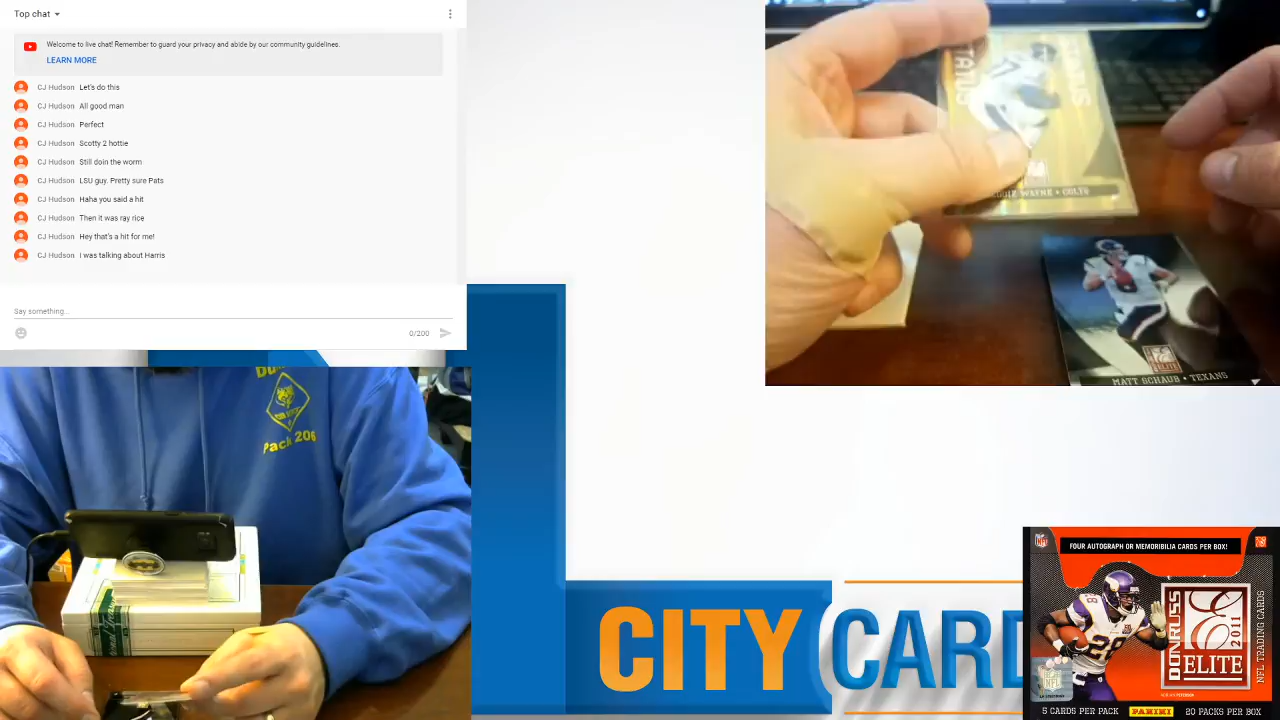 Top chat
Welcome to live chat! Remember to guard your privacy and abide by our community guidelines.
LEARN MORE
CJ Hudson Let's do this
CJ Hudson All good man
CJ Hudson Perfect
CJ Hudson Scotty 2 hottie
CJ Hudson Still doin the worm
CJ Hudson LSU guy. Pretty sure Pats
CJ Hudson Haha you said a hit
CJ Hudson Then it was ray rice
CJ Hudson Hey that's a hit for me!
CJ Hudson I was talking about Harris
Say something...
0/200
WAYNE • COLTS
ELITE
MATT SCHAUB • TEXANS
Pack 206
CITY CARD
NFL
FOUR AUTOGRAPH OR MEMORABILIA CARDS PER BOX!
28
DONRUSS
E
2011
ELITE
NFL TRADING CARDS
5 CARDS PER PACK
PANINI
20 PACKS PER BOX